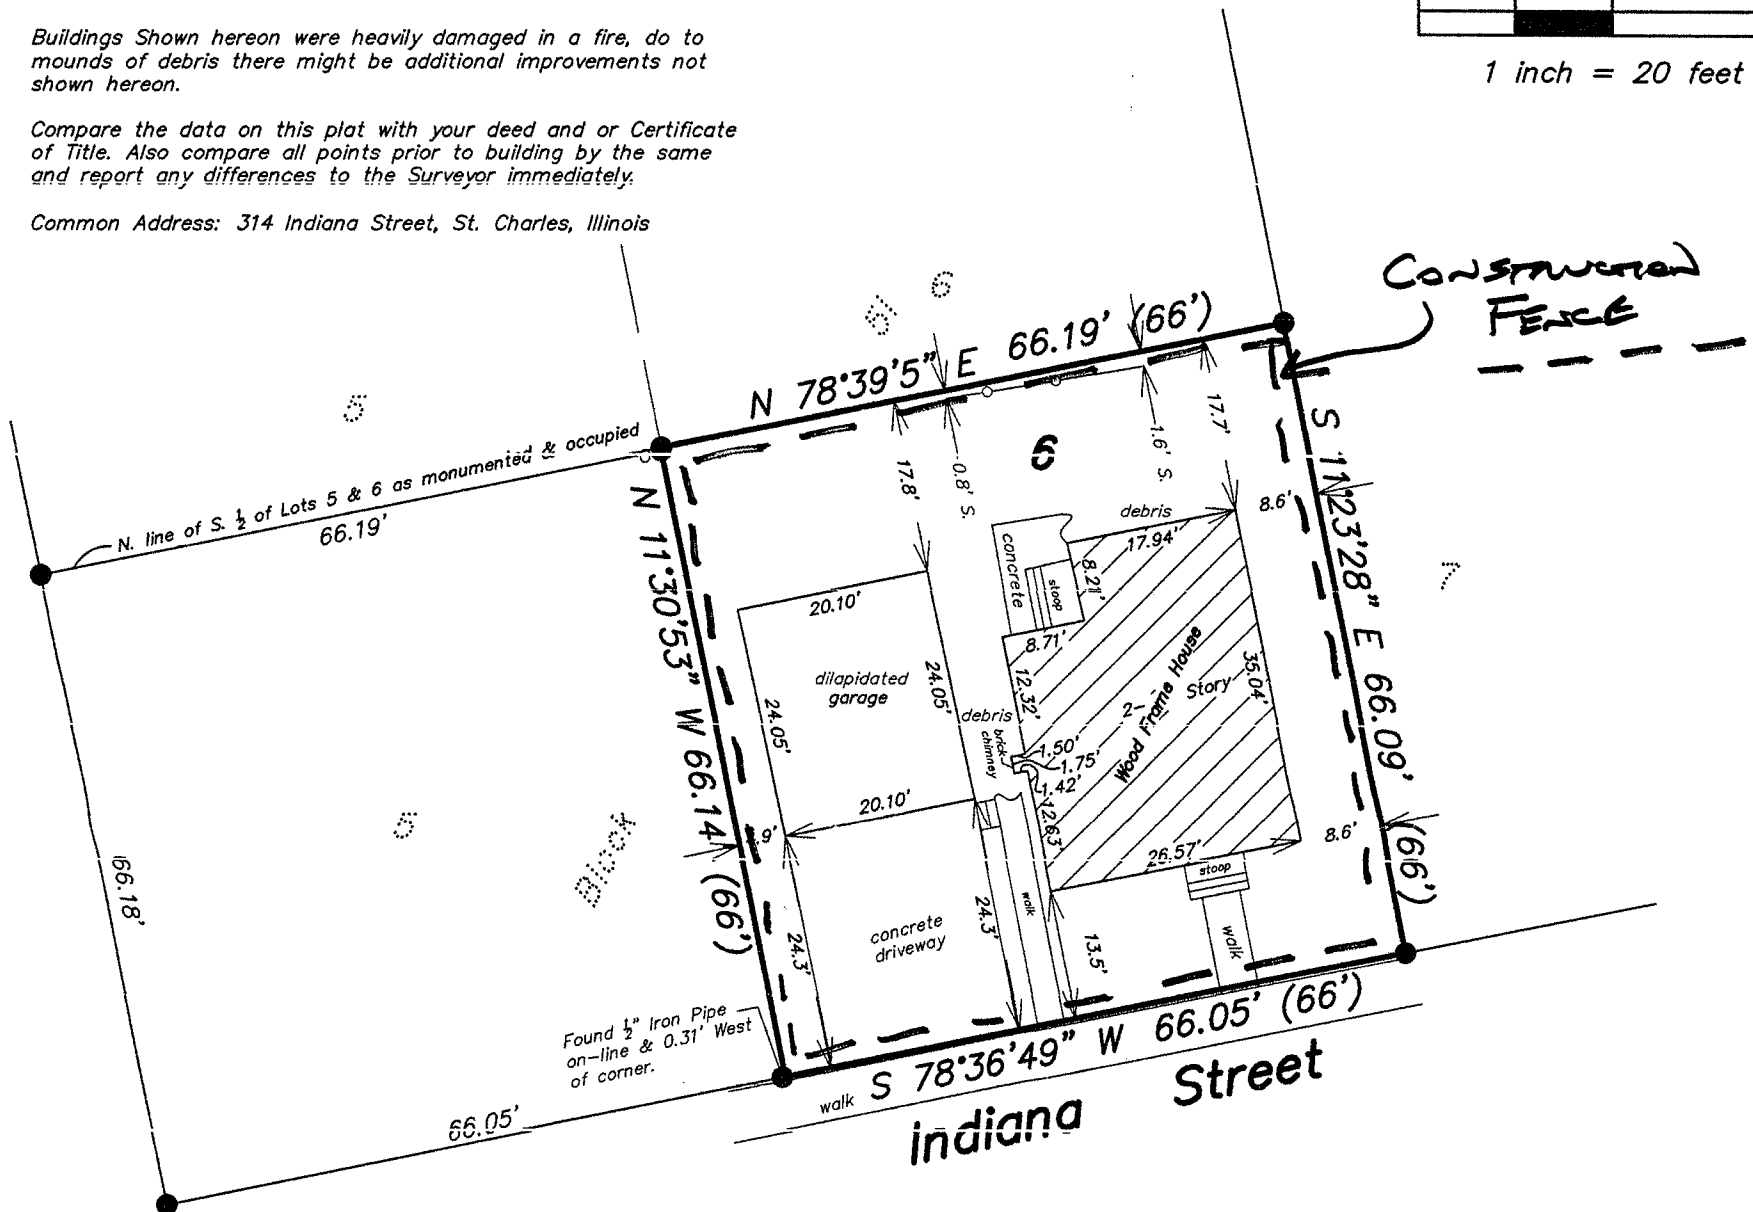 Buildings Shown hereon were heavily damaged in a fire, do to
mounds of debris there might be additional improvements not
shown hereon.
Compare the data on this plat with your deed and or Certificate
of Title. Also compare all points prior to building by the same
and report any differences to the Surveyor immediately.
Common Address: 314 Indiana Street, St. Charles, Illinois
1 inch = 20 feet
CONSTRUCTION
FENCE
6
N 78°39'5" E 66.19' (66')
5
N. line of S. ½ of Lots 5 & 6 as monumented & occupied
66.19'
17.8'
0.8' S.
6
1.6' S.
17.7'
S 11°23'28" E 66.09' (66')
8.6'
7
N 11°30'53" W 66.14' (66')
debris
17.94'
concrete
stoop
8.21'
8.71'
20.10'
dilapidated
garage
24.05'
24.05'
12.32'
2-Story
Wood Frame House
35.04'
debris
brick
chimney
1.50'
1.75'
1.42'
12.63'
20.10'
9'
5
Block
66.18'
26.57'
8.6'
stoop
walk
walk
24.3'
24.3'
13.5'
concrete
driveway
Found ½" Iron Pipe
on-line & 0.31' West
of corner.
66.05'
walk
S 78°36'49" W 66.05' (66')
Indiana Street